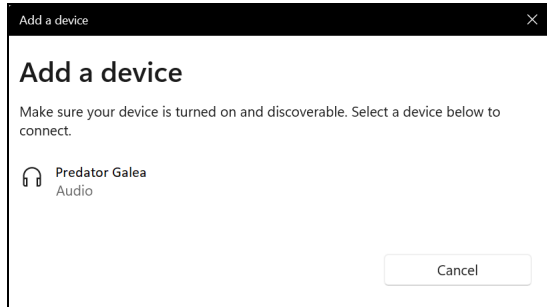 Add a device
Add a device
Make sure your device is turned on and discoverable. Select a device below to
connect.
Predator Galea
Audio
Cancel